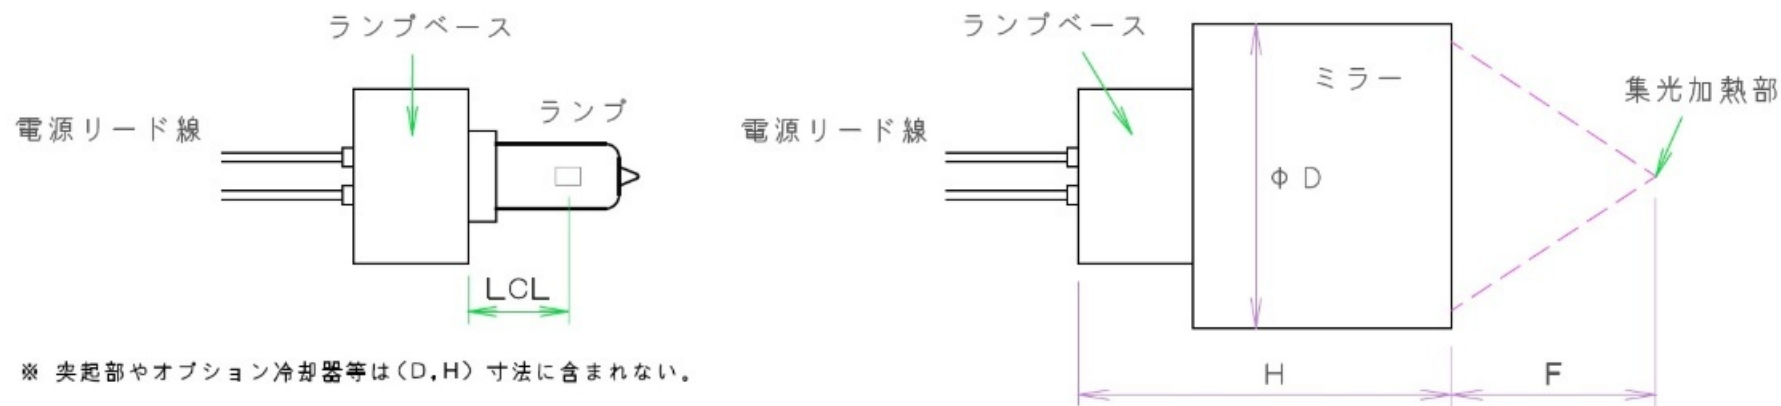 ランプベース
電源リード線
ランプ
LCL
※ 突起部やオプション冷却器等は(D,H) 寸法に含まれない。
ランプベース
ミラー
集光加熱部
電源リード線
φD
H
F